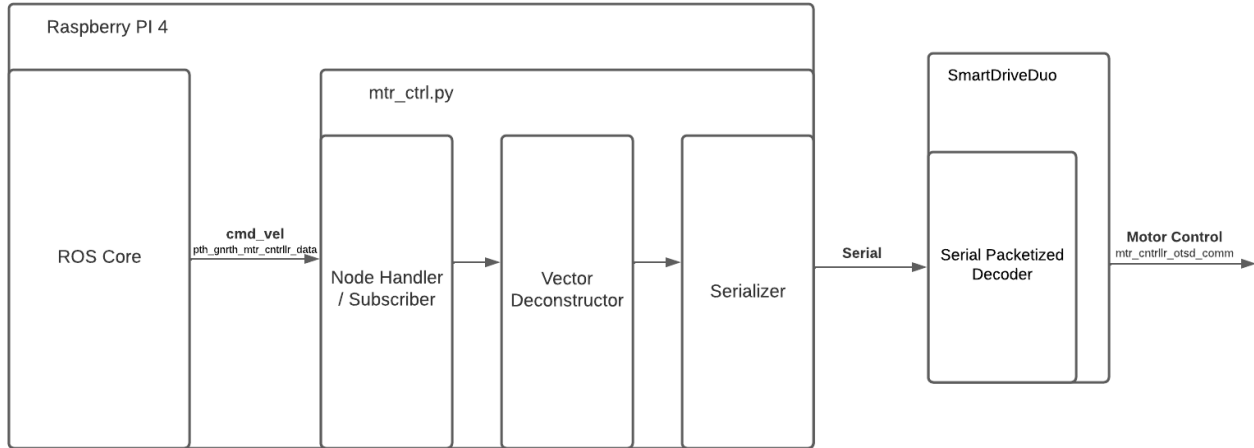 Raspberry PI 4
mtr_ctrl.py
SmartDriveDuo
ROS Core
cmd_vel
pth_gnrth_mtr_cntrllr_data
Node Handler
/ Subscriber
Vector
Deconstructor
Serializer
Serial
Serial Packetized
Decoder
Motor Control
mtr_cntrllr_otsd_comm